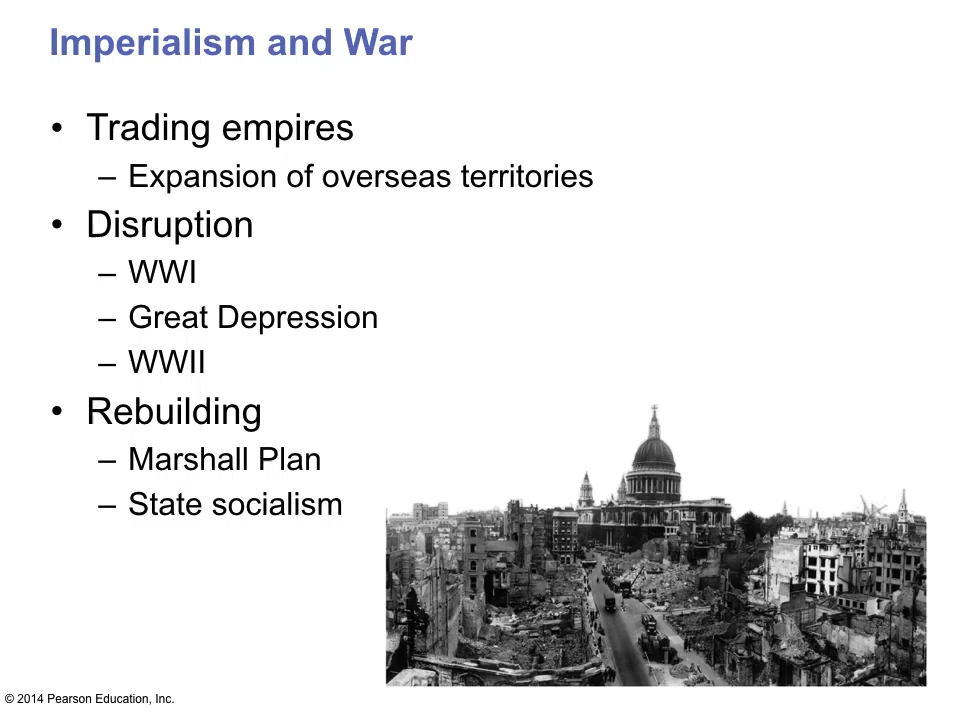 Imperialism and War
• Trading empires
– Expansion of overseas territories
• Disruption
– WWI
– Great Depression
– WWII
• Rebuilding
– Marshall Plan
– State socialism
© 2014 Pearson Education, Inc.